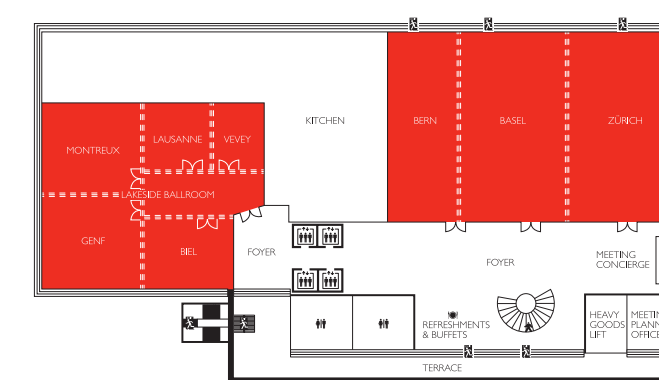 KITCHEN
BERN
BASEL
ZÜRICH
MONTREUX
LAUSANNE
VEVEY
LAKESIDE BALLROOM
GENF
BIEL
FOYER
FOYER
MEETING
CONCIERGE
REFRESHMENTS
& BUFFETS
HEAVY
GOODS
LIFT
OFFICE
TERRACE